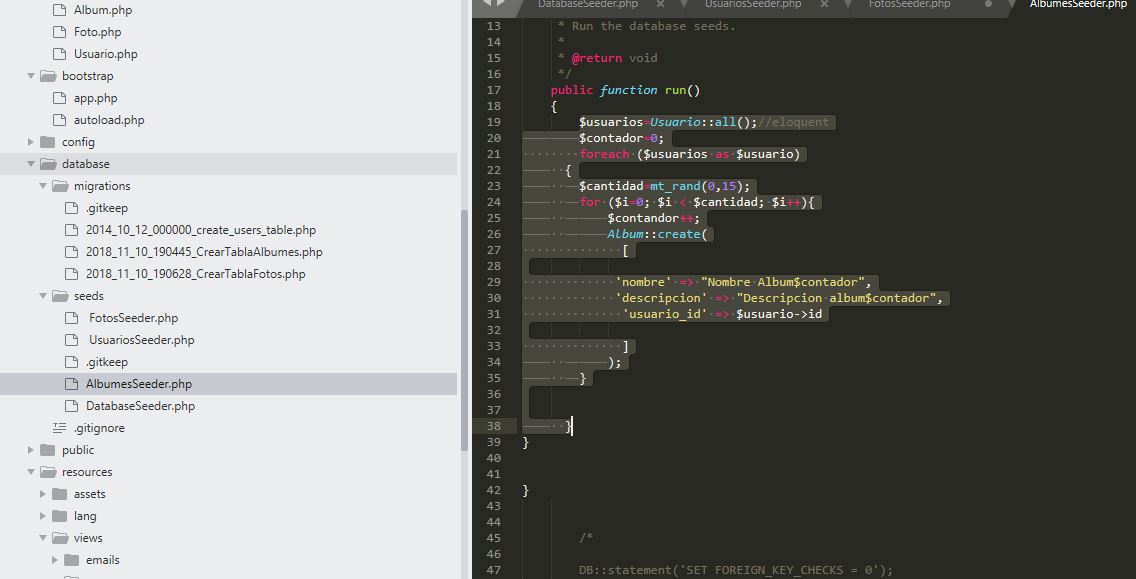 Album.php
Foto.php
Usuario.php
bootstrap
app.php
autoload.php
config
database
migrations
.gitkeep
2014_10_12_000000_create_users_table.php
2018_11_10_190445_CrearTablaAlbumes.php
2018_11_10_190628_CrearTablaFotos.php
seeds
FotosSeeder.php
UsuariosSeeder.php
.gitkeep
AlbumesSeeder.php
DatabaseSeeder.php
.gitignore
public
resources
assets
lang
views
emails
DatabaseSeeder.php × UsuariosSeeder.php × FotosSeeder.php AlbumesSeeder.php
13 * Run the database seeds.
14 *
15 * @return void
16 */
17 public function run()
18 {
19 $usuarios=Usuario::all();//eloquent
20 $contador=0;
21 foreach ($usuarios as $usuario)
22 {
23 $cantidad=mt_rand(0,15);
24 for ($i=0; $i < $cantidad; $i++){
25 $contandor++;
26 Album::create(
27 [
28
29 'nombre' => "Nombre Album$contador",
30 'descripcion' => "Descripcion album$contador",
31 'usuario_id' => $usuario->id
32
33 ]
34 );
35 }
36
37
38 }
39 }
40
41
42 }
43
44
45 /*
46
47 DB::statement('SET FOREIGN_KEY_CHECKS = 0');